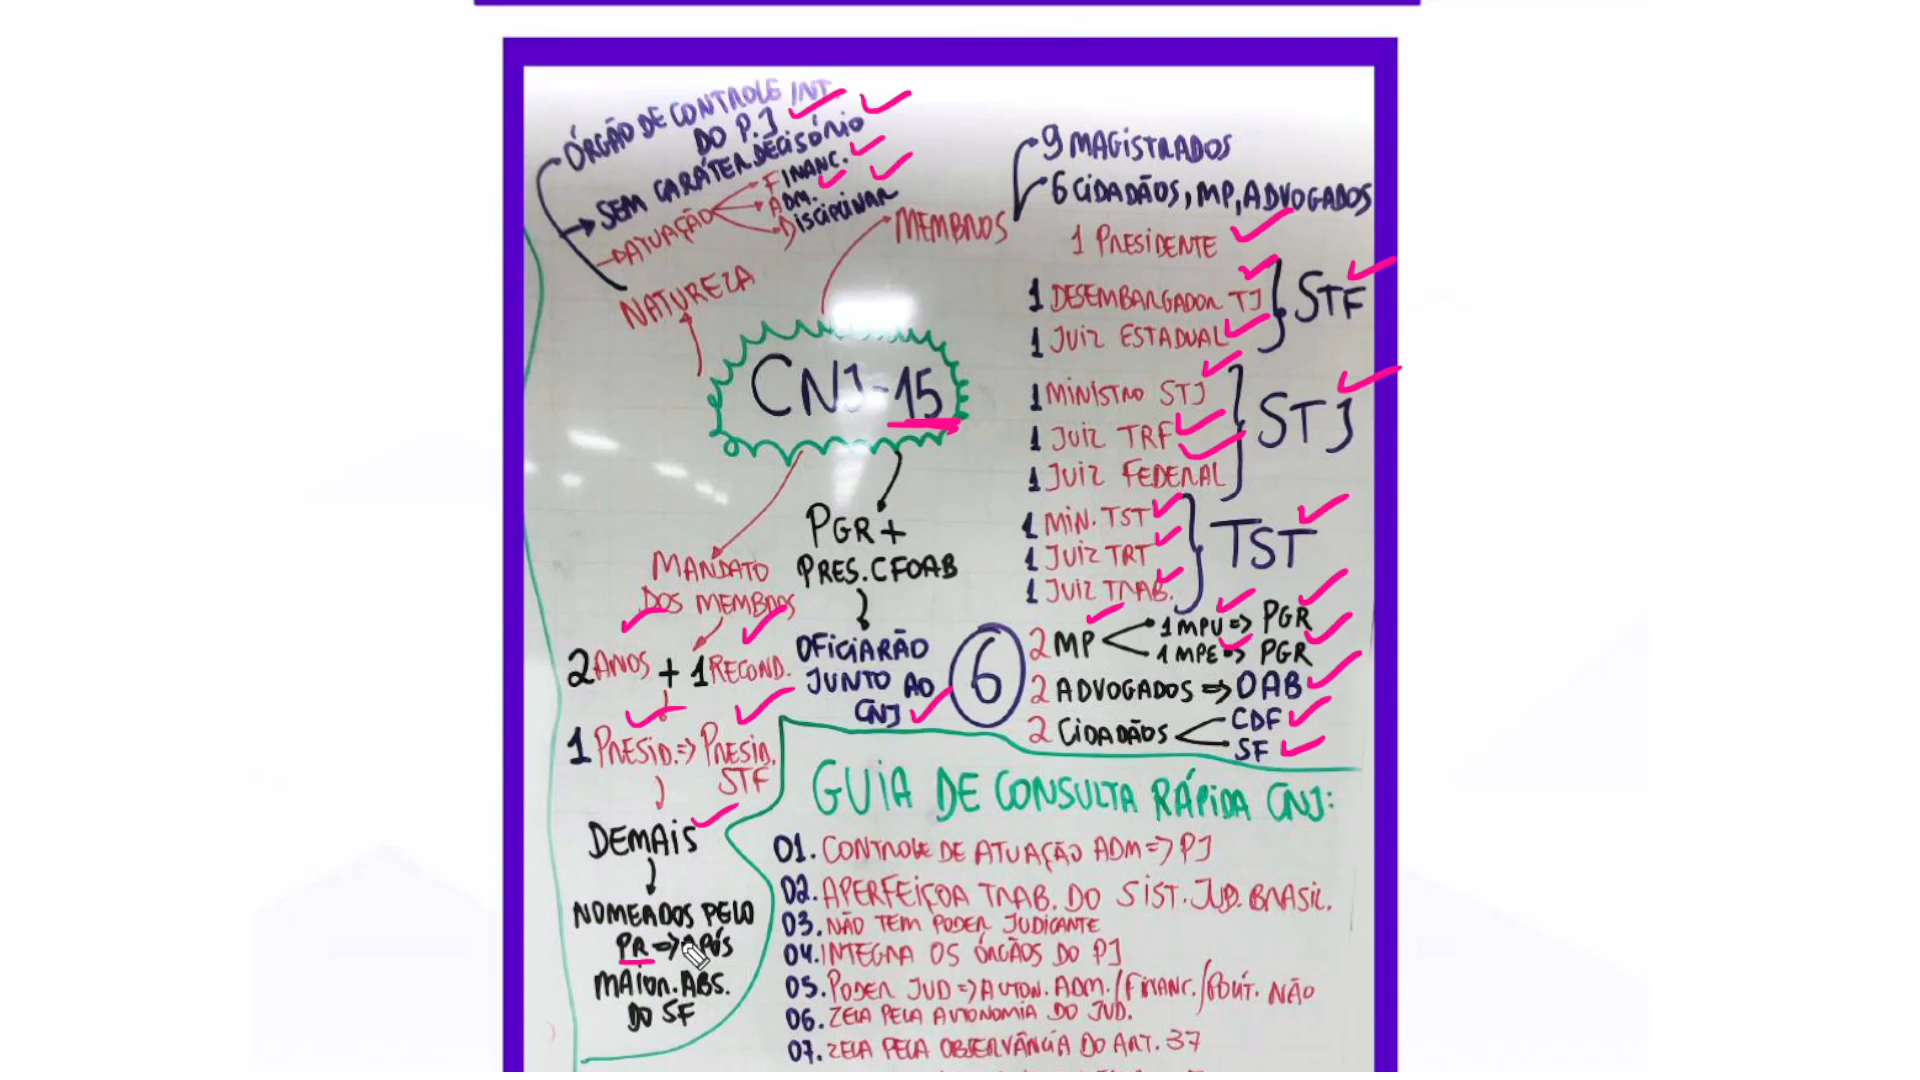 ÓRGÃO DE CONTROLE INT
DO P.J
SEM CARÁTER DECISÓRIO
ATUAÇÃO
FINANC.
ADM.
DISCIPLINAR
NATUREZA
MEMBROS
9 MAGISTRADOS
6 CIDADÃOS, MP, ADVOGADOS
1 PRESIDENTE
1 DESEMBARGADOR TJ
1 JUIZ ESTADUAL
STF
1 MINISTRO STJ
1 JUIZ TRF
1 JUIZ FEDERAL
STJ
1 MIN. TST
1 JUIZ TRT
1 JUIZ TRAB.
TST
6
2 MP
1 MPU => PGR
1 MPE => PGR
2 ADVOGADOS => OAB
2 CIDADÃOS
CDF
SF
CNJ-15
PGR +
PRES. CFOAB
OFICIARÃO
JUNTO AO
CNJ
MANDATO
DOS MEMBROS
2 ANOS + 1 RECOND.
1 PRESID. => PRESID.
STF
DEMAIS
NOMEADOS PELO
PR => APÓS
MAIOR. ABS.
DO SF
GUIA DE CONSULTA RÁPIDA CNJ:
01. CONTROLE DE ATUAÇÃO ADM => PJ
02. APERFEIÇOA TRAB. DO SIST. JUD. BRASIL.
03. NÃO TEM PODER JUDICANTE
04. INTEGRA OS ÓRGÃOS DO PJ
05. PODER JUD => AUTON. ADM. / FINANC. / POLÍT. NÃO
06. ZELA PELA AUTONOMIA DO JUD.
07. ZELA PELA OBSERVÂNCIA DO ART. 37